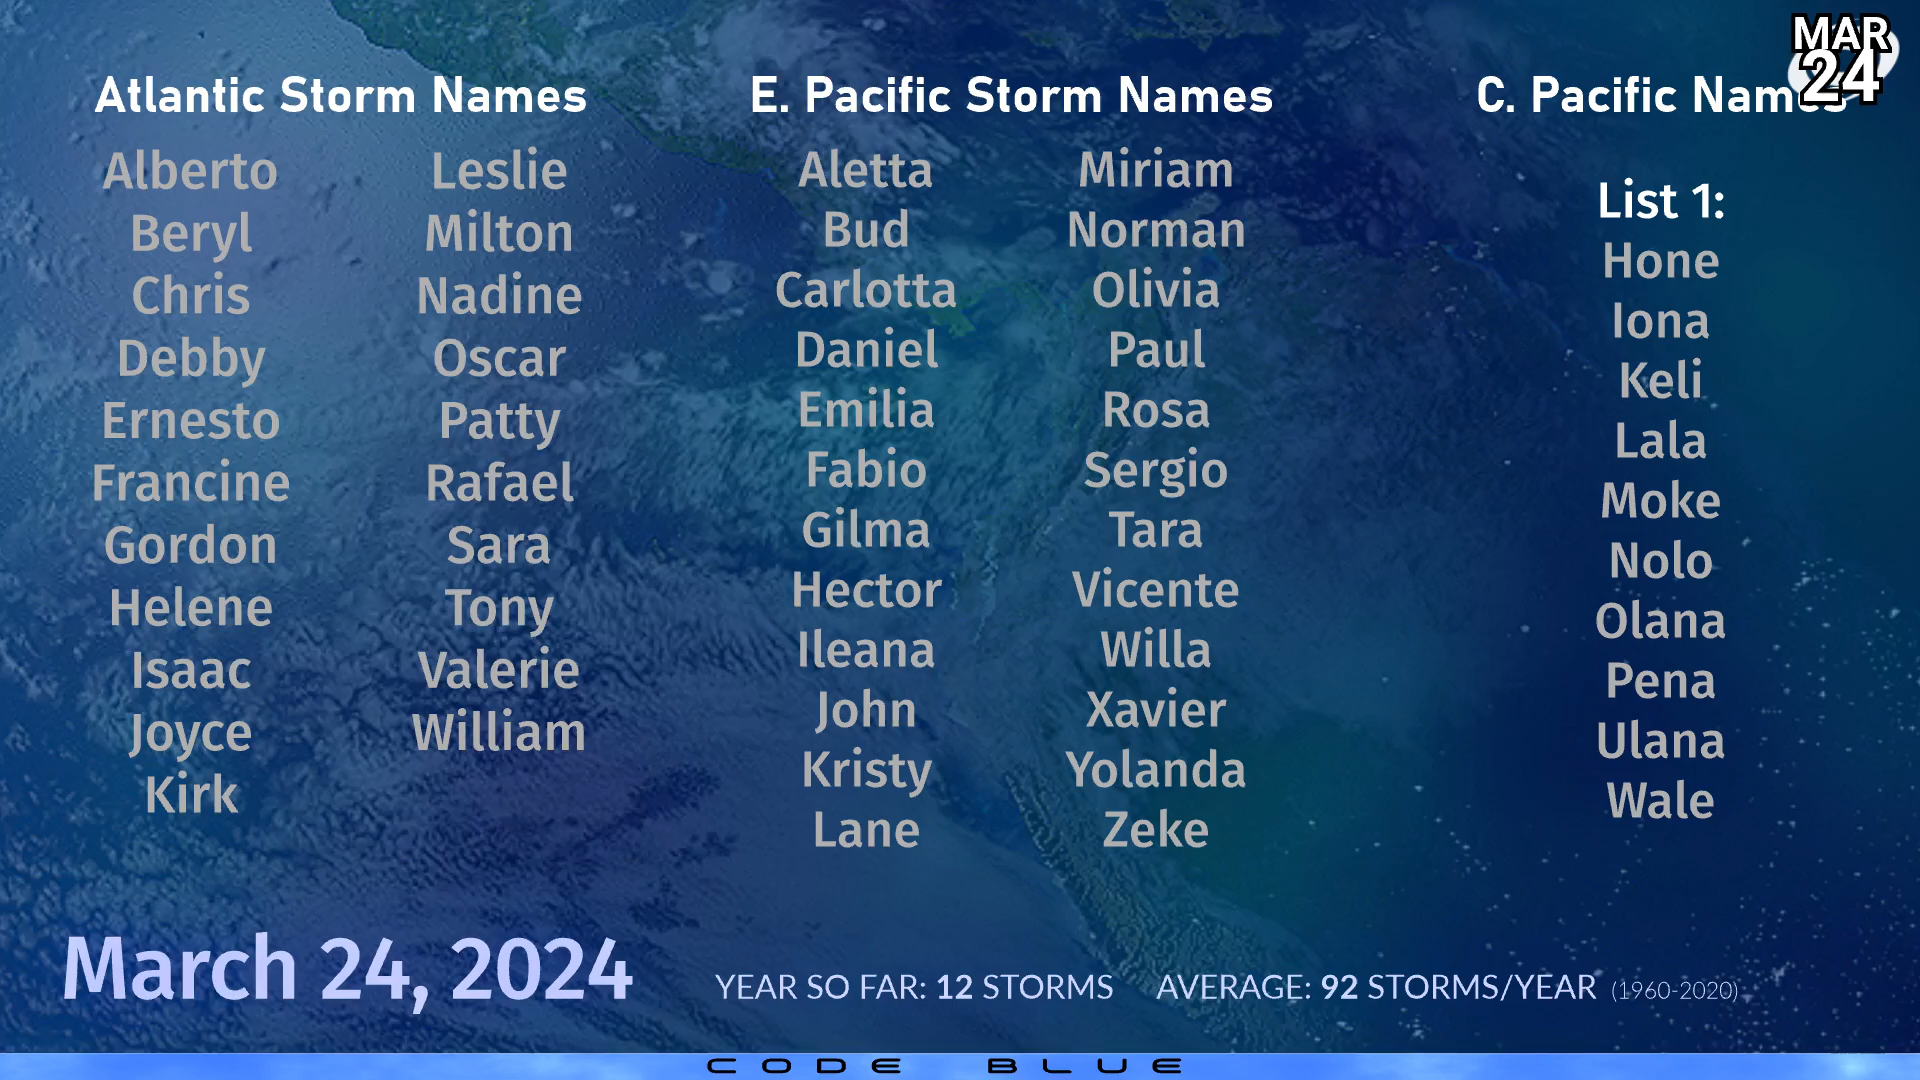 MAR
24
Atlantic Storm Names
Alberto
Beryl
Chris
Debby
Ernesto
Francine
Gordon
Helene
Isaac
Joyce
Kirk
Leslie
Milton
Nadine
Oscar
Patty
Rafael
Sara
Tony
Valerie
William
E. Pacific Storm Names
Aletta
Bud
Carlotta
Daniel
Emilia
Fabio
Gilma
Hector
Ileana
John
Kristy
Lane
Miriam
Norman
Olivia
Paul
Rosa
Sergio
Tara
Vicente
Willa
Xavier
Yolanda
Zeke
C. Pacific Names
List 1:
Hone
Iona
Keli
Lala
Moke
Nolo
Olana
Pena
Ulana
Wale
March 24, 2024
YEAR SO FAR: 12 STORMS
AVERAGE: 92 STORMS/YEAR (1960-2020)
CODE BLUE